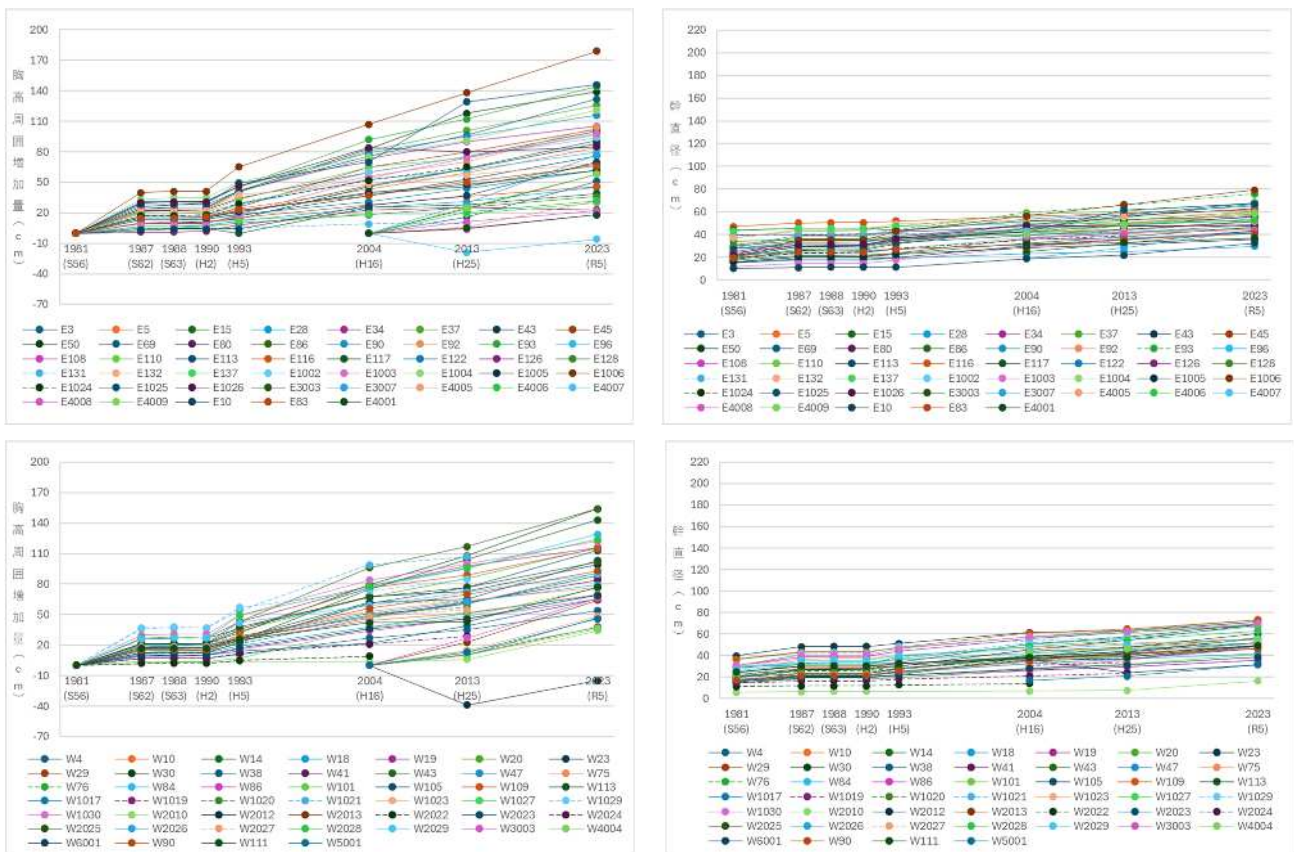 胸高周囲増加量(cm)
200
170
140
110
80
50
20
-10
-40
-70
1981 1987 1988 1990 1993 2004 2013 2023
(S56) (S62) (S63) (H2) (H5) (H16) (H25) (R5)
E3 E5 E15 E28 E34 E37 E43 E45
E50 E69 E80 E86 E90 E92 E93 E96
E108 E110 E113 E116 E117 E122 E126 E128
E131 E132 E137 E1002 E1003 E1004 E1005 E1006
E1024 E1025 E1026 E3003 E3007 E4005 E4006 E4007
E4008 E4009 E10 E83 E4001
直径(cm)
220
200
180
160
140
120
100
80
60
40
20
0
1981 1987 1988 1990 1993 2004 2013 2023
(S56) (S62) (S63) (H2) (H5) (H16) (H25) (R5)
E3 E5 E15 E28 E34 E37 E43 E45
E50 E69 E80 E86 E90 E92 E93 E96
E108 E110 E113 E116 E117 E122 E126 E128
E131 E132 E137 E1002 E1003 E1004 E1005 E1006
E1024 E1025 E1026 E3003 E3007 E4005 E4006 E4007
E4008 E4009 E10 E83 E4001
胸高周囲増加量(cm)
200
170
140
110
80
50
20
-10
-40
-70
1981 1987 1988 1990 1993 2004 2013 2023
(S56) (S62) (S63) (H2) (H5) (H16) (H25) (R5)
W4 W10 W14 W18 W19 W20 W23
W29 W30 W38 W41 W43 W47 W75
W76 W84 W86 W101 W105 W109 W113
W1017 W1019 W1020 W1021 W1023 W1027 W1029
W1030 W2010 W2012 W2013 W2022 W2023 W2024
W2025 W2026 W2027 W2028 W2029 W3003 W4004
W6001 W90 W111 W5001
直径(cm)
220
200
180
160
140
120
100
80
60
40
20
0
1981 1987 1988 1990 1993 2004 2013 2023
(S56) (S62) (S63) (H2) (H5) (H16) (H25) (R5)
W4 W10 W14 W18 W19 W20 W23
W29 W30 W38 W41 W43 W47 W75
W76 W84 W86 W101 W105 W109 W113
W1017 W1019 W1020 W1021 W1023 W1027 W1029
W1030 W2010 W2012 W2013 W2022 W2023 W2024
W2025 W2026 W2027 W2028 W2029 W3003 W4004
W6001 W90 W111 W5001